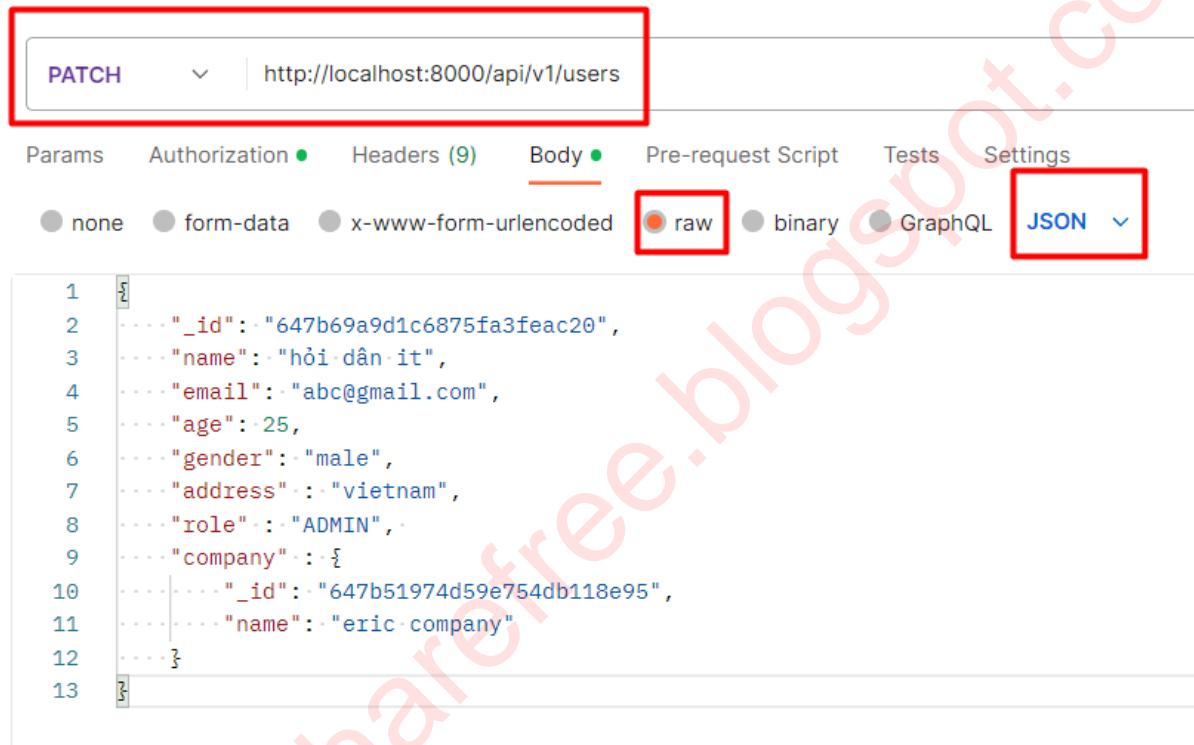 PATCH http://localhost:8000/api/v1/users
Params Authorization Headers (9) Body Pre-request Script Tests Settings
none form-data x-www-form-urlencoded raw binary GraphQL JSON
1 {
2 "_id": "647b69a9d1c6875fa3feac20",
3 "name": "hỏi dân it",
4 "email": "abc@gmail.com",
5 "age": 25,
6 "gender": "male",
7 "address" : "vietnam",
8 "role" : "ADMIN",
9 "company" : {
10 "_id": "647b51974d59e754db118e95",
11 "name": "eric company"
12 }
13 }
barefree.blogspot.co